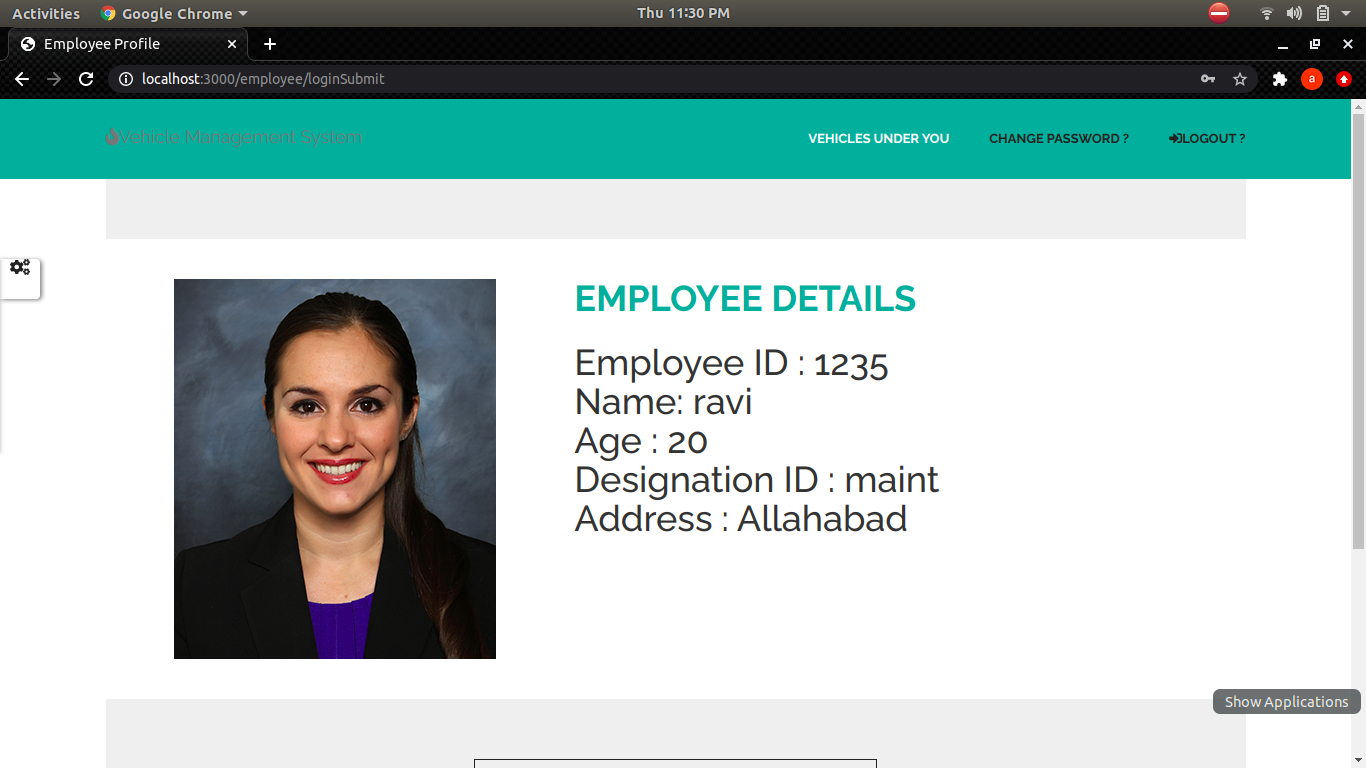 Activities
Google Chrome
Thu 11:30 PM
Employee Profile
localhost:3000/employee/loginSubmit
a
Vehicle Management System
VEHICLES UNDER YOU
CHANGE PASSWORD ?
LOGOUT ?
EMPLOYEE DETAILS
Employee ID : 1235
Name: ravi
Age : 20
Designation ID : maint
Address : Allahabad
Show Applications